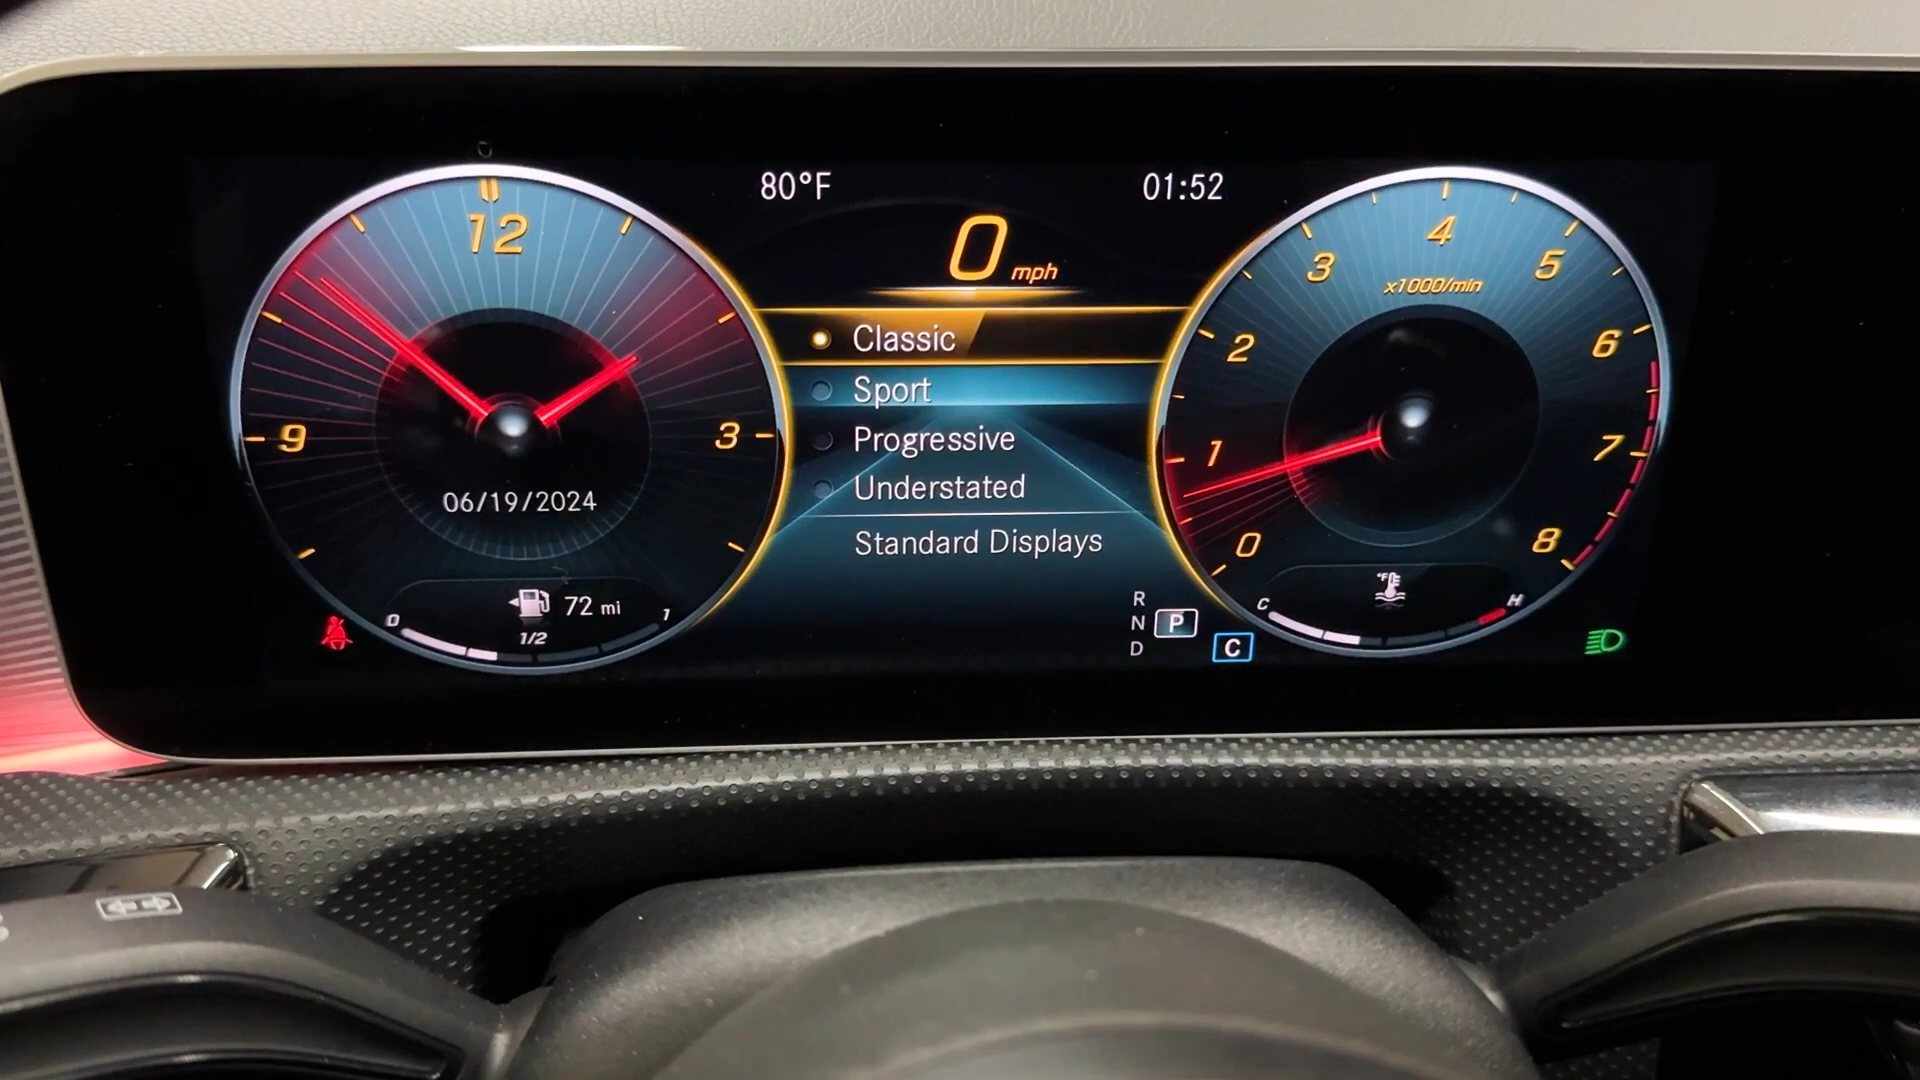 80°F
01:52
0 mph
12
3
9
06/19/2024
72 mi
0
1/2
1
Classic
Sport
Progressive
Understated
Standard Displays
R
N
D
P
C
0
1
2
3
4
5
6
7
8
x1000/min
°F
C
H